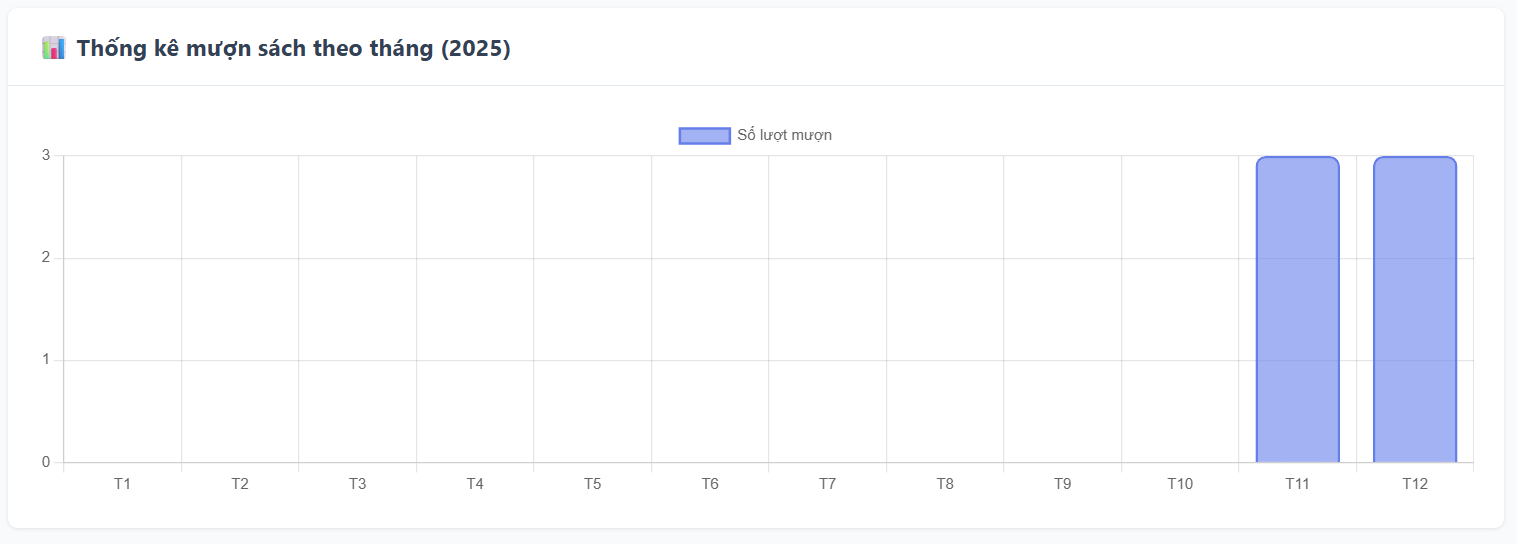 📊 Thống kê mượn sách theo tháng (2025)
Số lượt mượn
3
2
1
0
T1 T2 T3 T4 T5 T6 T7 T8 T9 T10 T11 T12